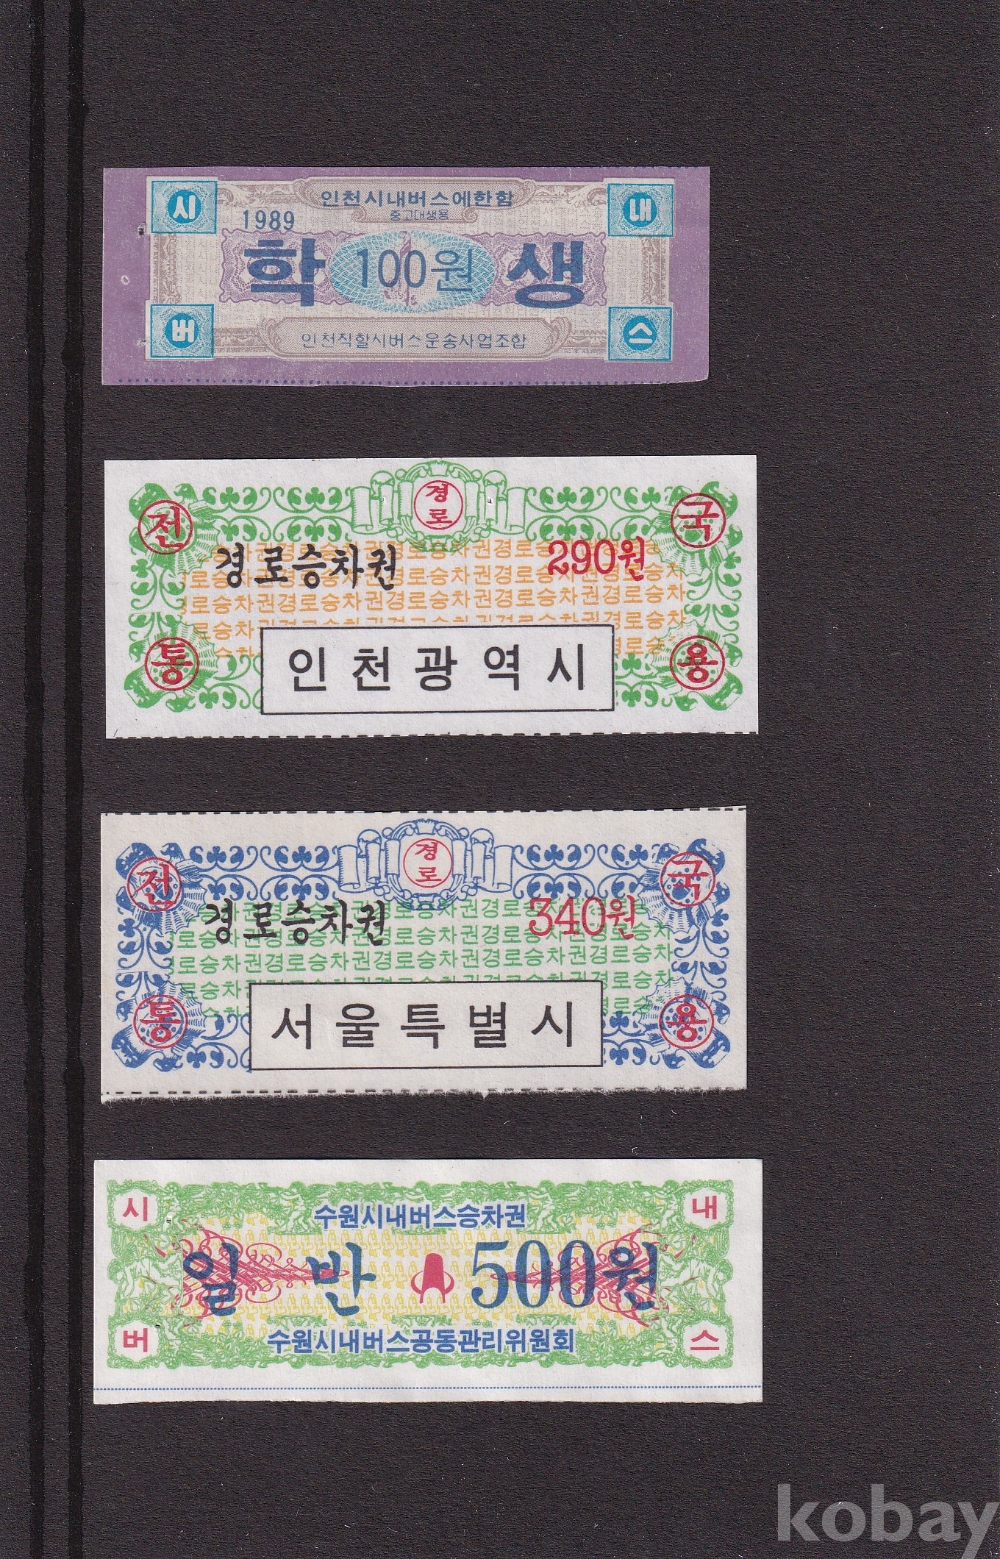 시 인천시내버스에한함 내
중고대생용
1989
학 100원 생
버 인천직할시버스운송사업조합 스
전 경로 국
경로승차권 290원
통 인천광역시 용
전 경로 국
경로승차권 340원
통 서울특별시 용
시 수원시내버스승차권 내
일반 500원
버 수원시내버스공동관리위원회 스
kobay